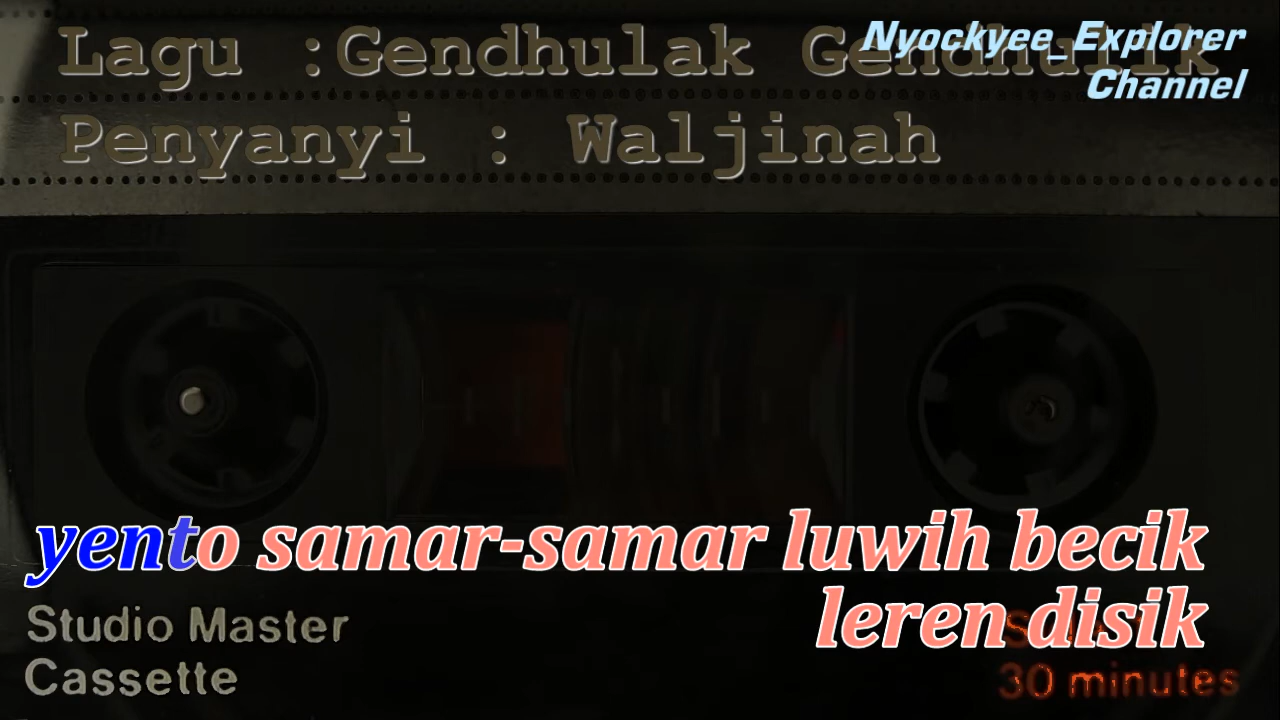 Lagu :Gendhulak Gendhulik
Nyockyee_Explorer
Channel
Penyanyi : Waljinah
yento samar-samar luwih becik
leren disik
Studio Master
Cassette
30 minutes